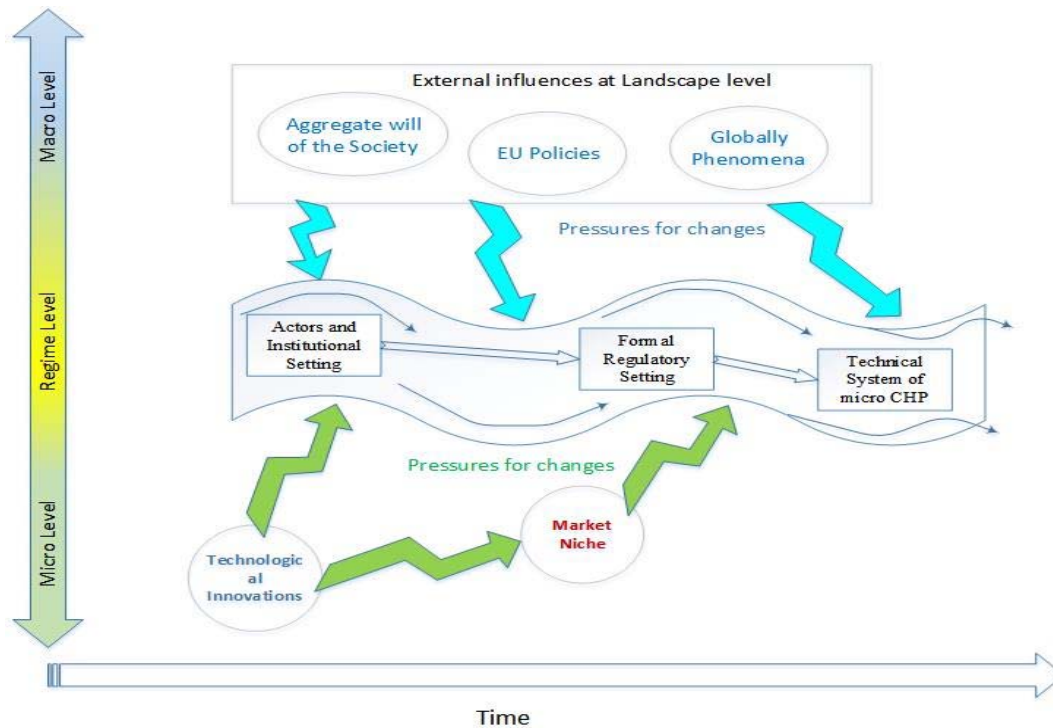 Macro Level
Regime Level
Micro Level
External influences at Landscape level
Aggregate will
of the Society
EU Policies
Globally
Phenomena
Pressures for changes
Actors and
Institutional
Setting
Formal
Regulatory
Setting
Technical
System of
micro CHP
Pressures for changes
Market
Niche
Technologic
al
Innovations
Time